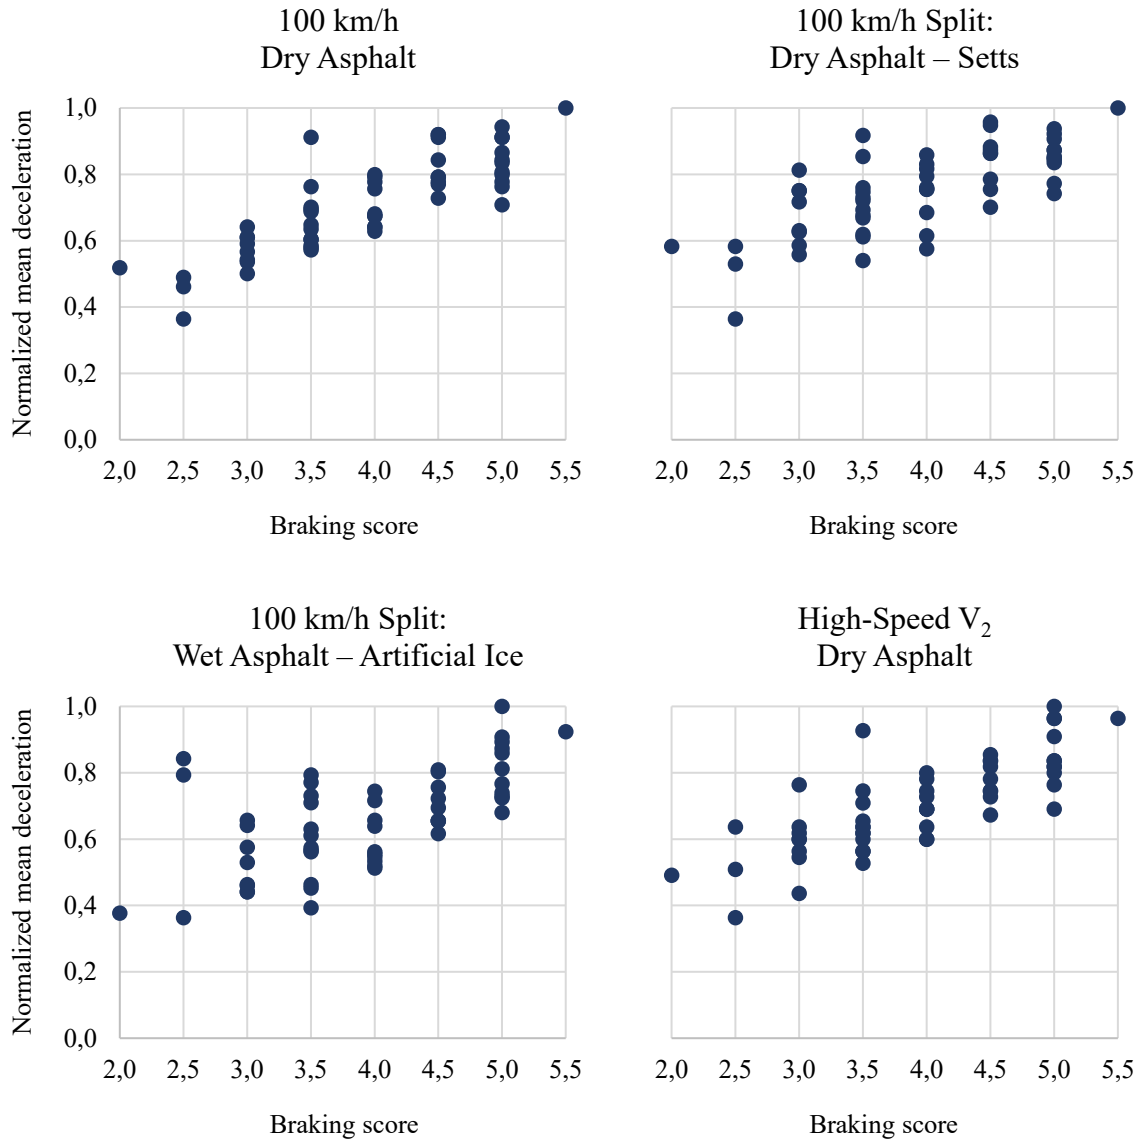 100 km/h
Dry Asphalt
Normalized mean deceleration
1,0
0,8
0,6
0,4
0,2
0,0
2,0 2,5 3,0 3,5 4,0 4,5 5,0 5,5
Braking score
100 km/h Split:
Dry Asphalt – Setts
2,0 2,5 3,0 3,5 4,0 4,5 5,0 5,5
Braking score
100 km/h Split:
Wet Asphalt – Artificial Ice
Normalized mean deceleration
1,0
0,8
0,6
0,4
0,2
0,0
2,0 2,5 3,0 3,5 4,0 4,5 5,0 5,5
Braking score
High-Speed V₂
Dry Asphalt
2,0 2,5 3,0 3,5 4,0 4,5 5,0 5,5
Braking score